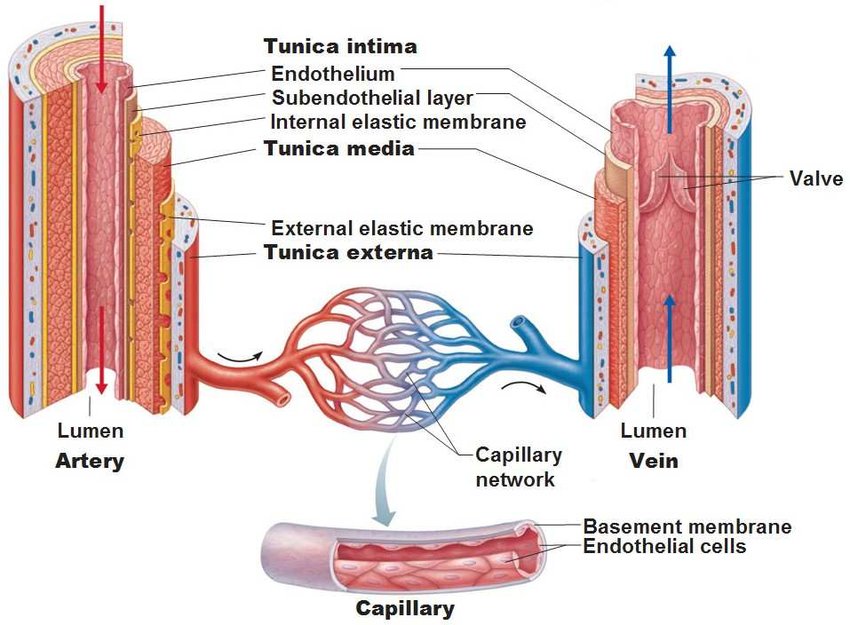 Tunica intima
Endothelium
Subendothelial layer
Internal elastic membrane
Tunica media
Valve
External elastic membrane
Tunica externa
Lumen
Artery
Lumen
Vein
Capillary
network
Basement membrane
Endothelial cells
Capillary